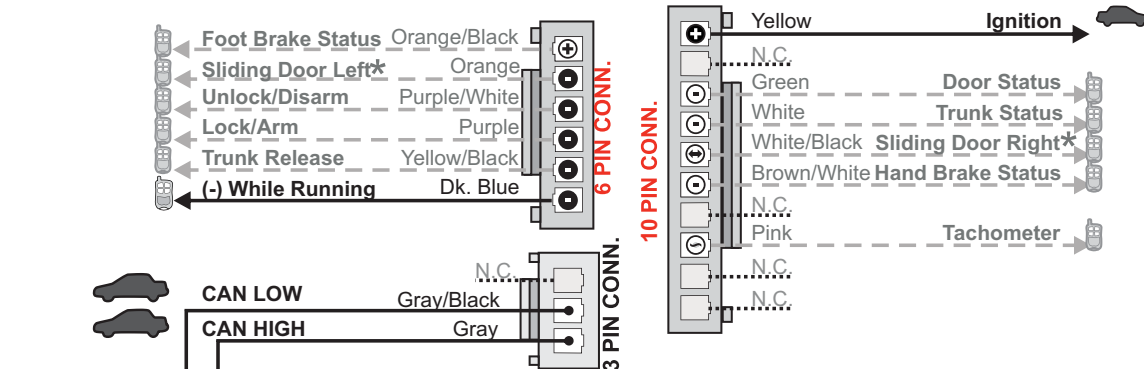 Foot Brake Status Orange/Black
Sliding Door Left* Orange
Unlock/Disarm Purple/White
Lock/Arm Purple
Trunk Release Yellow/Black
(-) While Running Dk. Blue
6 PIN CONN.
N.C.
CAN LOW Gray/Black
CAN HIGH Gray
3 PIN CONN.
10 PIN CONN.
Yellow Ignition
N.C.
Green Door Status
White Trunk Status
White/Black Sliding Door Right*
Brown/White Hand Brake Status
N.C.
Pink Tachometer
N.C.
N.C.